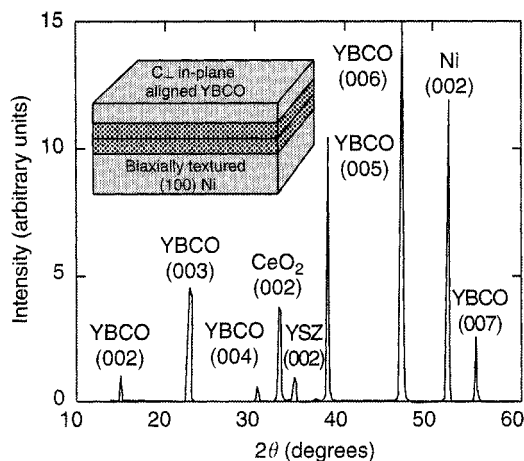 15
10
5
0
Intensity (arbitrary units)
C⊥ in-plane
aligned YBCO
Biaxially textured
(100) Ni
YBCO
(002)
YBCO
(003)
YBCO
(004)
CeO₂
(002)
YSZ
(002)
YBCO
(006)
YBCO
(005)
Ni
(002)
YBCO
(007)
10
20
30
40
50
60
2θ (degrees)